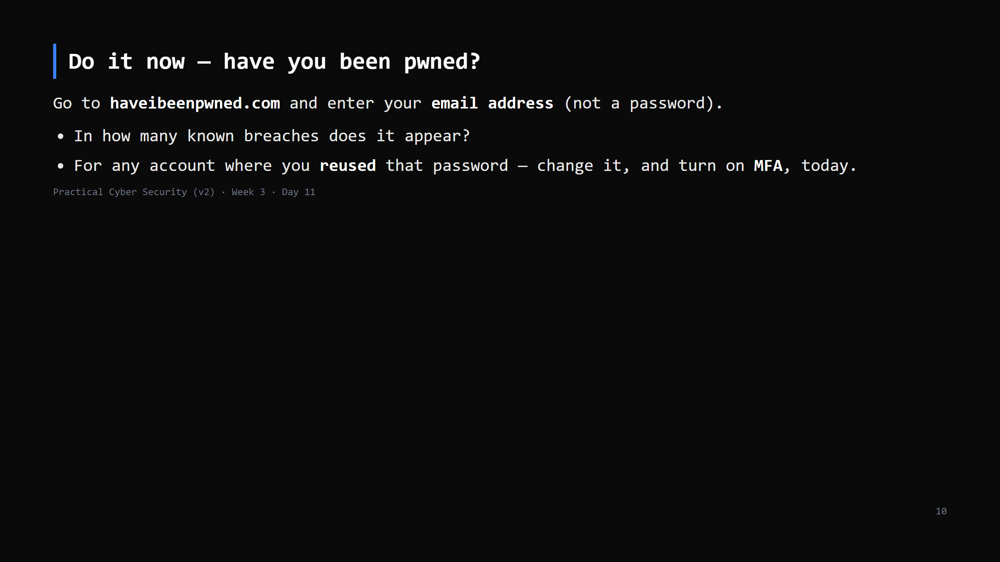 Do it now — have you been pwned?
Go to haveibeenpwned.com and enter your email address (not a password).
• In how many known breaches does it appear?
• For any account where you reused that password — change it, and turn on MFA, today.
Practical Cyber Security (v2) · Week 3 · Day 11
10